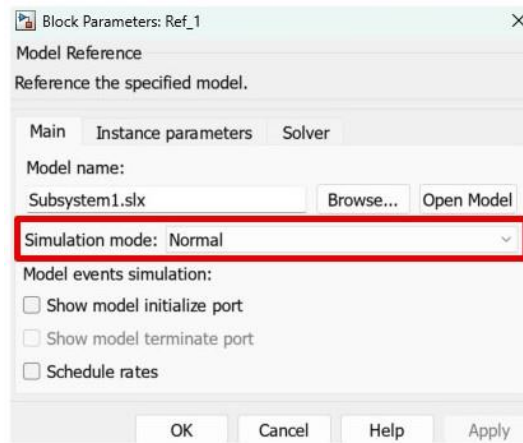 Block Parameters: Ref_1
Model Reference
Reference the specified model.
Main Instance parameters Solver
Model name:
Subsystem1.slx Browse... Open Model
Simulation mode: Normal
Model events simulation:
Show model initialize port
Show model terminate port
Schedule rates
OK Cancel Help Apply